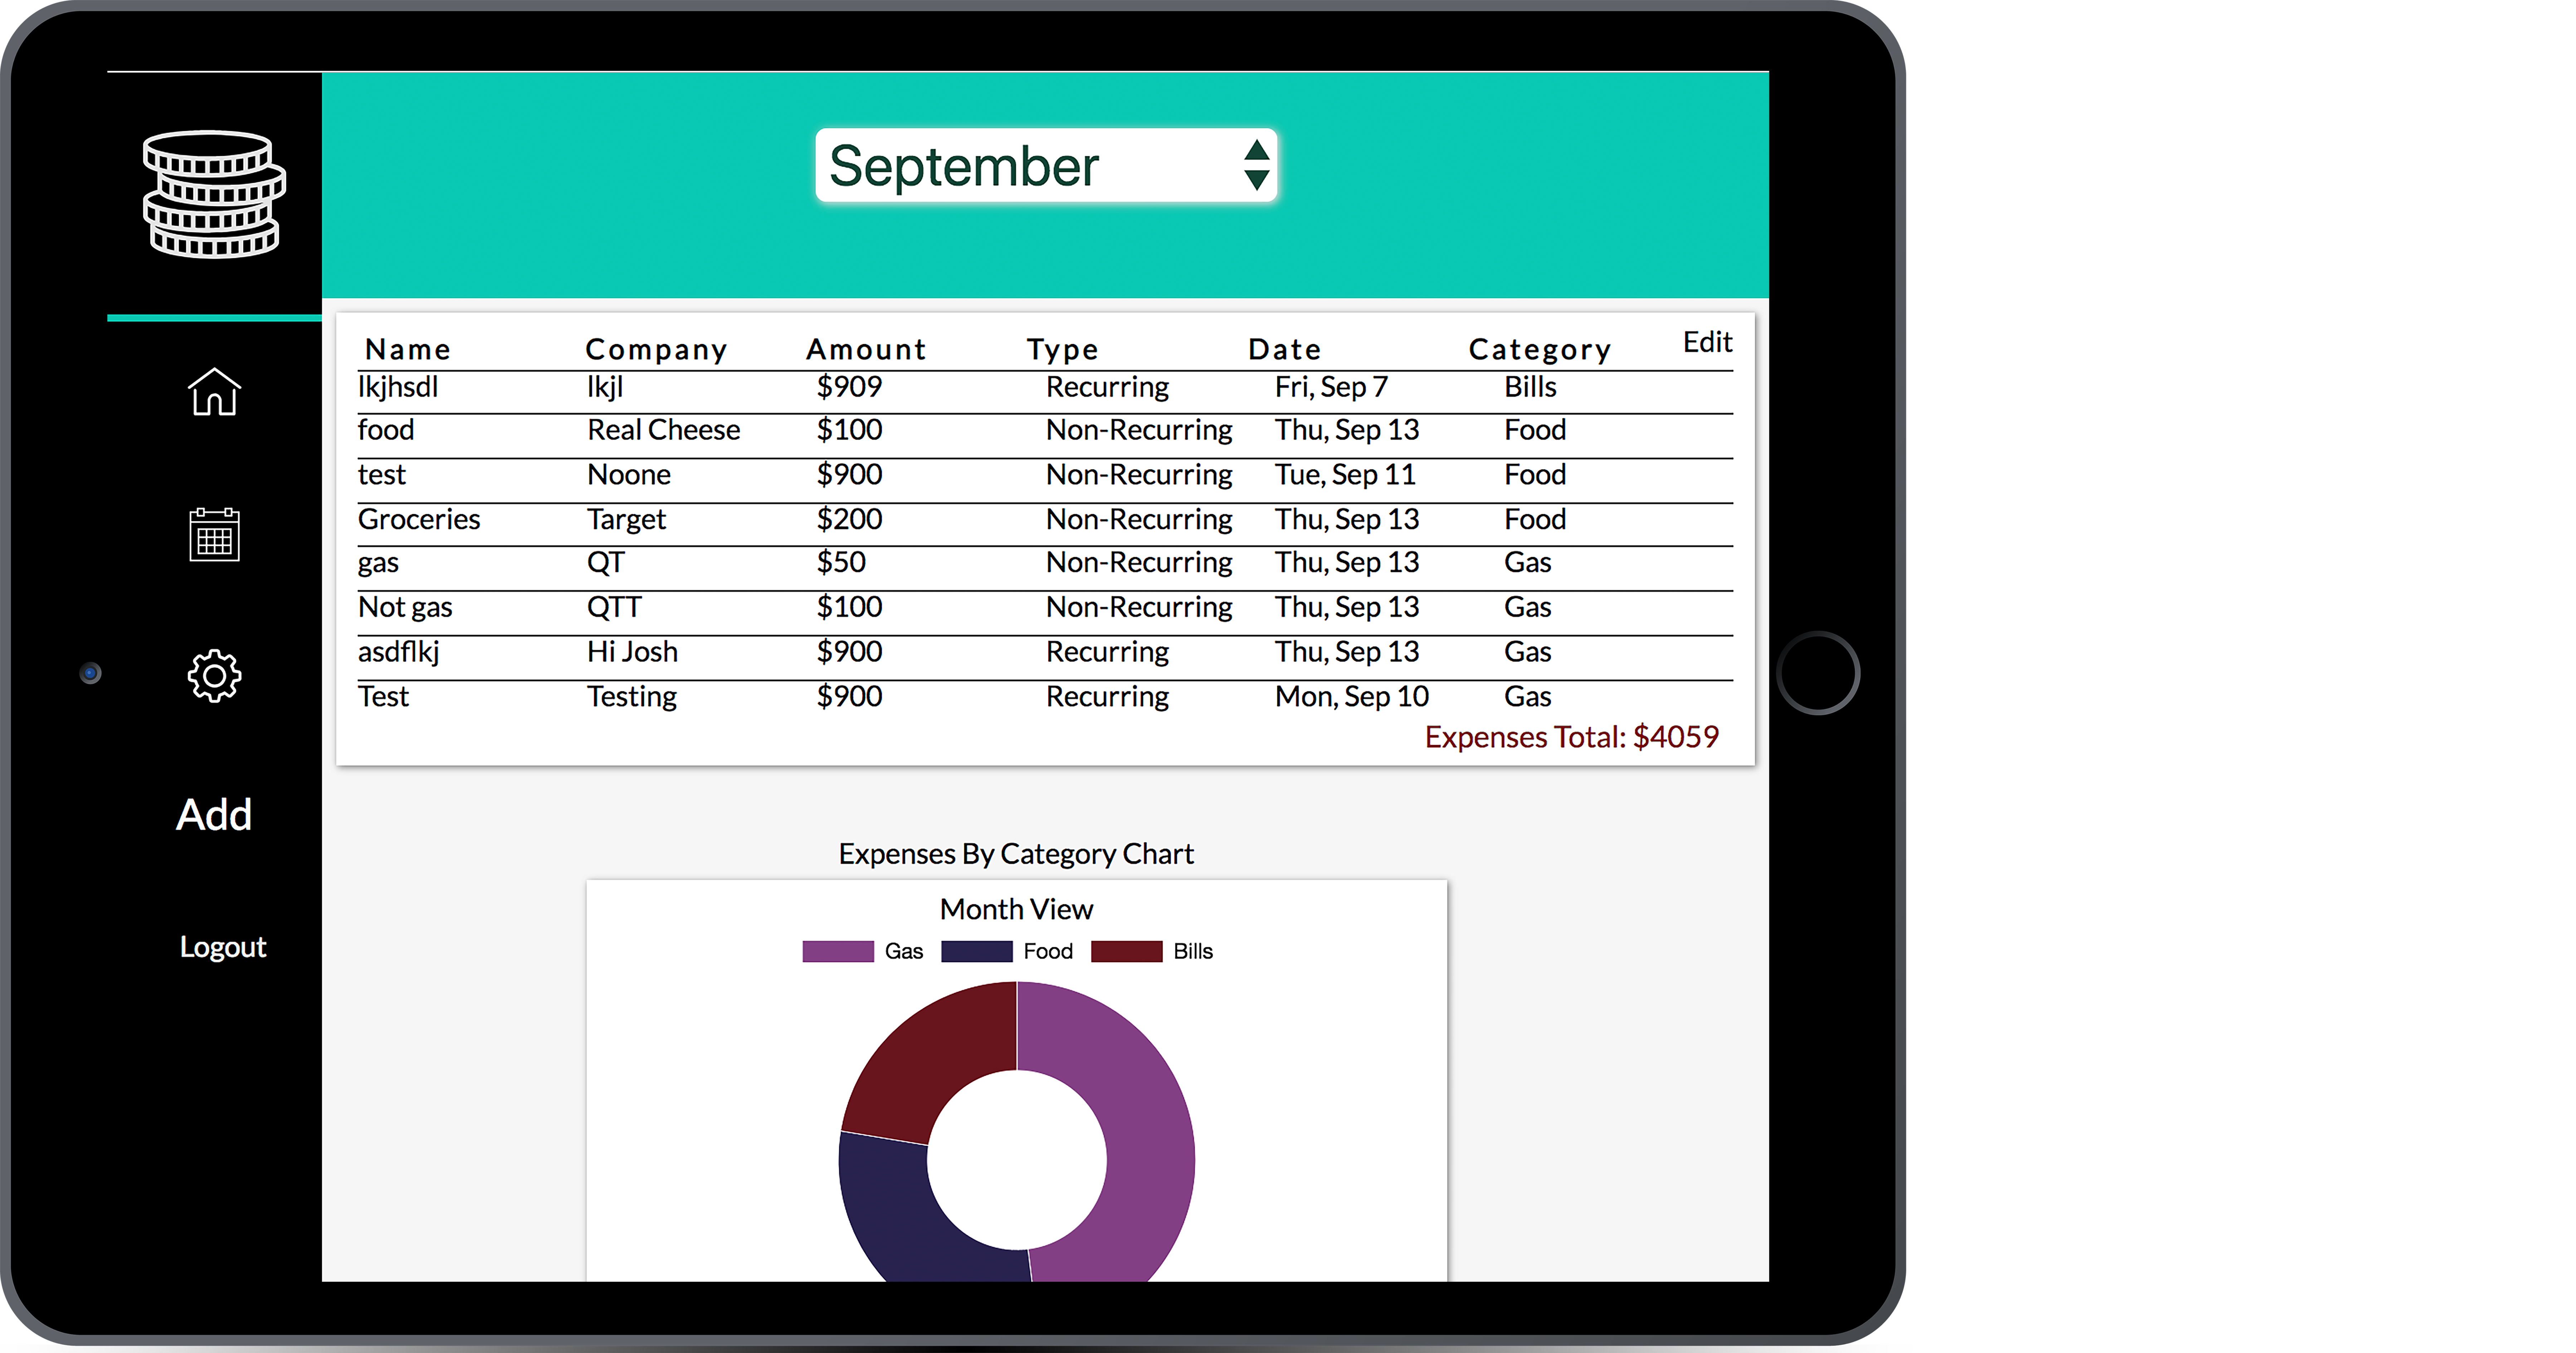 September
Name Company Amount Type Date Category Edit
lkjhsdl lkjl $909 Recurring Fri, Sep 7 Bills
food Real Cheese $100 Non-Recurring Thu, Sep 13 Food
test Noone $900 Non-Recurring Tue, Sep 11 Food
Groceries Target $200 Non-Recurring Thu, Sep 13 Food
gas QT $50 Non-Recurring Thu, Sep 13 Gas
Not gas QTT $100 Non-Recurring Thu, Sep 13 Gas
asdflkj Hi Josh $900 Recurring Thu, Sep 13 Gas
Test Testing $900 Recurring Mon, Sep 10 Gas
Expenses Total: $4059
Add
Logout
Expenses By Category Chart
Month View
Gas Food Bills